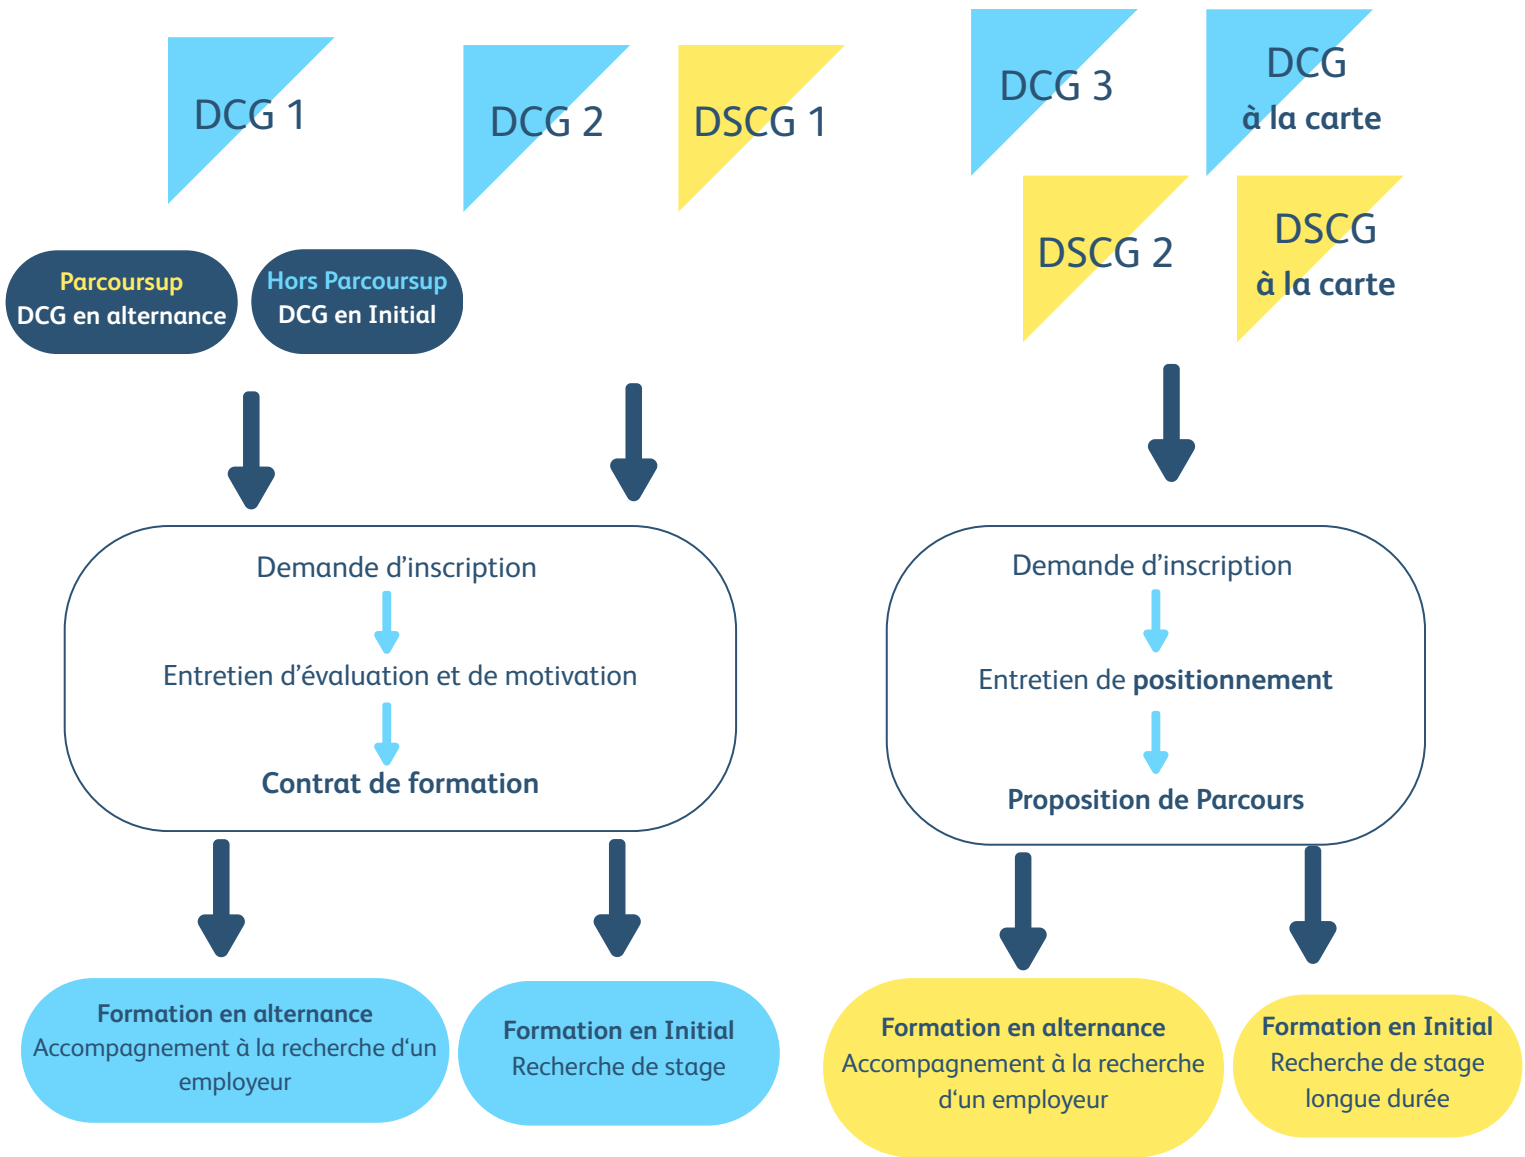 DCG 1
DCG 2
DSCG 1
DCG 3
DCG
à la carte
DSCG 2
DSCG
à la carte
Parcoursup
DCG en alternance
Hors Parcoursup
DCG en Initial
Demande d’inscription
Entretien d’évaluation et de motivation
Contrat de formation
Demande d’inscription
Entretien de positionnement
Proposition de Parcours
Formation en alternance
Accompagnement à la recherche d‘un
employeur
Formation en Initial
Recherche de stage
Formation en alternance
Accompagnement à la recherche
d‘un employeur
Formation en Initial
Recherche de stage
longue durée